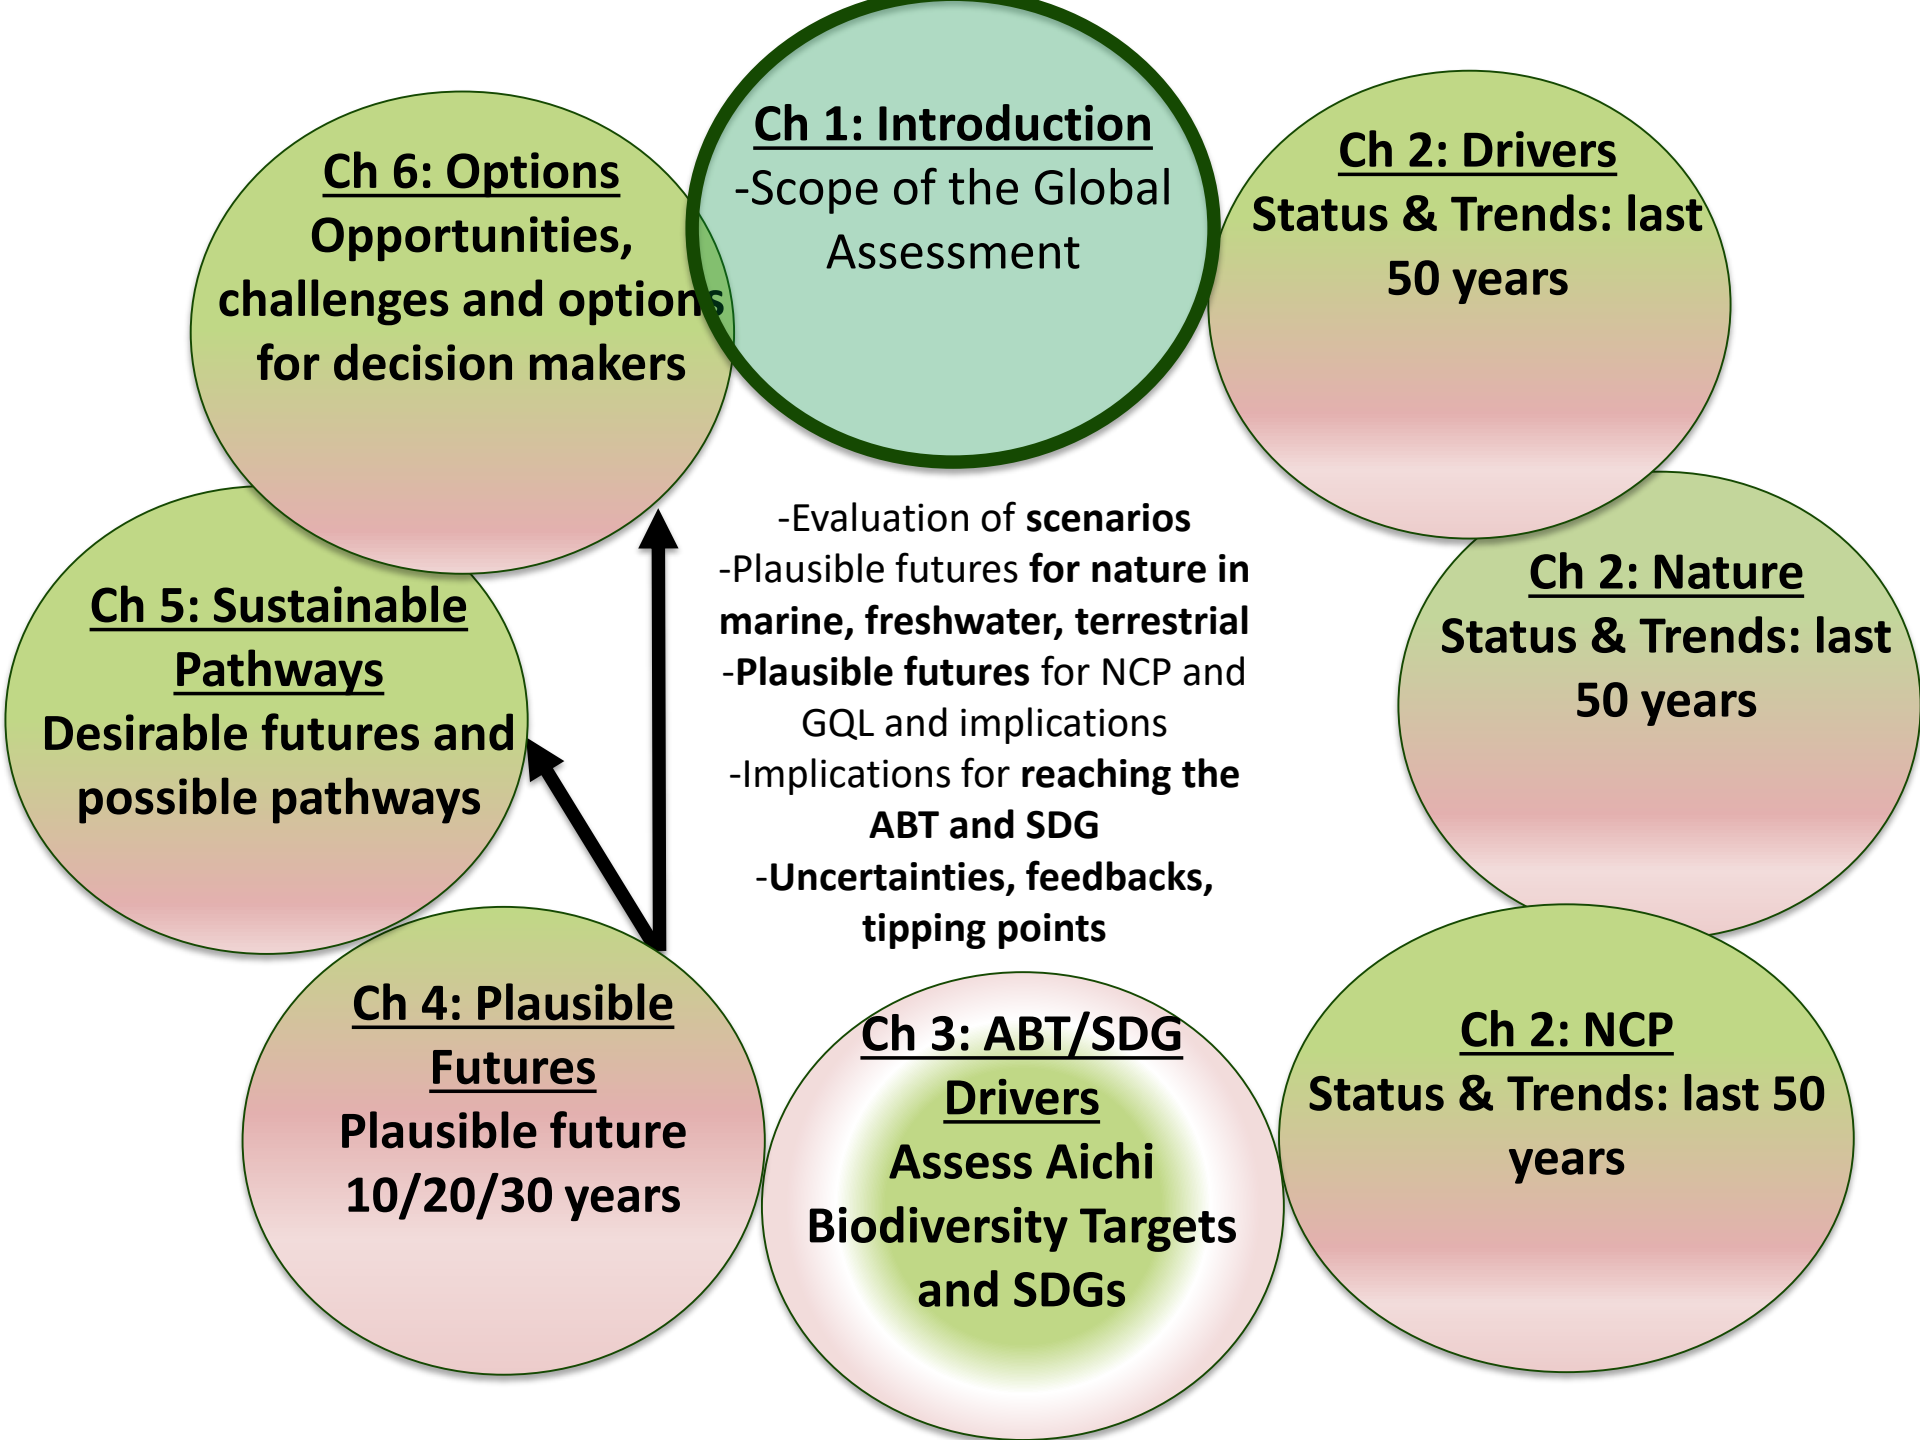 Ch 1: Introduction
-Scope of the Global
Assessment
Ch 2: Drivers
Status & Trends: last
50 years
Ch 2: Nature
Status & Trends: last
50 years
Ch 2: NCP
Status & Trends: last 50
years
Ch 3: ABT/SDG
Drivers
Assess Aichi
Biodiversity Targets
and SDGs
Ch 4: Plausible
Futures
Plausible future
10/20/30 years
Ch 5: Sustainable
Pathways
Desirable futures and
possible pathways
Ch 6: Options
Opportunities,
challenges and options
for decision makers
-Evaluation of scenarios
-Plausible futures for nature in
marine, freshwater, terrestrial
-Plausible futures for NCP and
GQL and implications
-Implications for reaching the
ABT and SDG
-Uncertainties, feedbacks,
tipping points